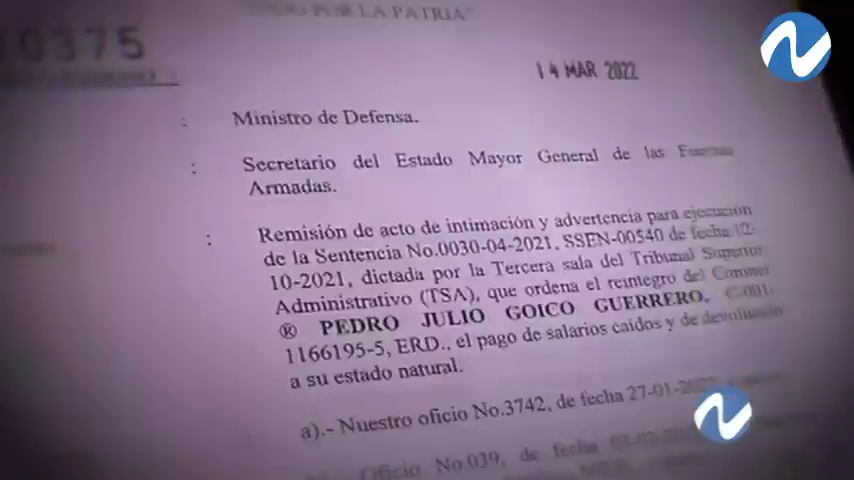 POR LA PATRIA"
0375
14 MAR 2022
: Ministro de Defensa.
: Secretario del Estado Mayor General de las Fuerzas
Armadas.
: Remisión de acto de intimación y advertencia para ejecución
de la Sentencia No.0030-04-2021, SSEN-00540 de fecha 12-
10-2021, dictada por la Tercera sala del Tribunal Superior
Administrativo (TSA), que ordena el reintegro del Coronel
® PEDRO JULIO GOICO GUERRERO, C-001-
1166195-5, ERD., el pago de salarios caídos y de devolución
a su estado natural.
a).- Nuestro oficio No.3742, de fecha 27-01-2022
Oficio No.039, de fecha